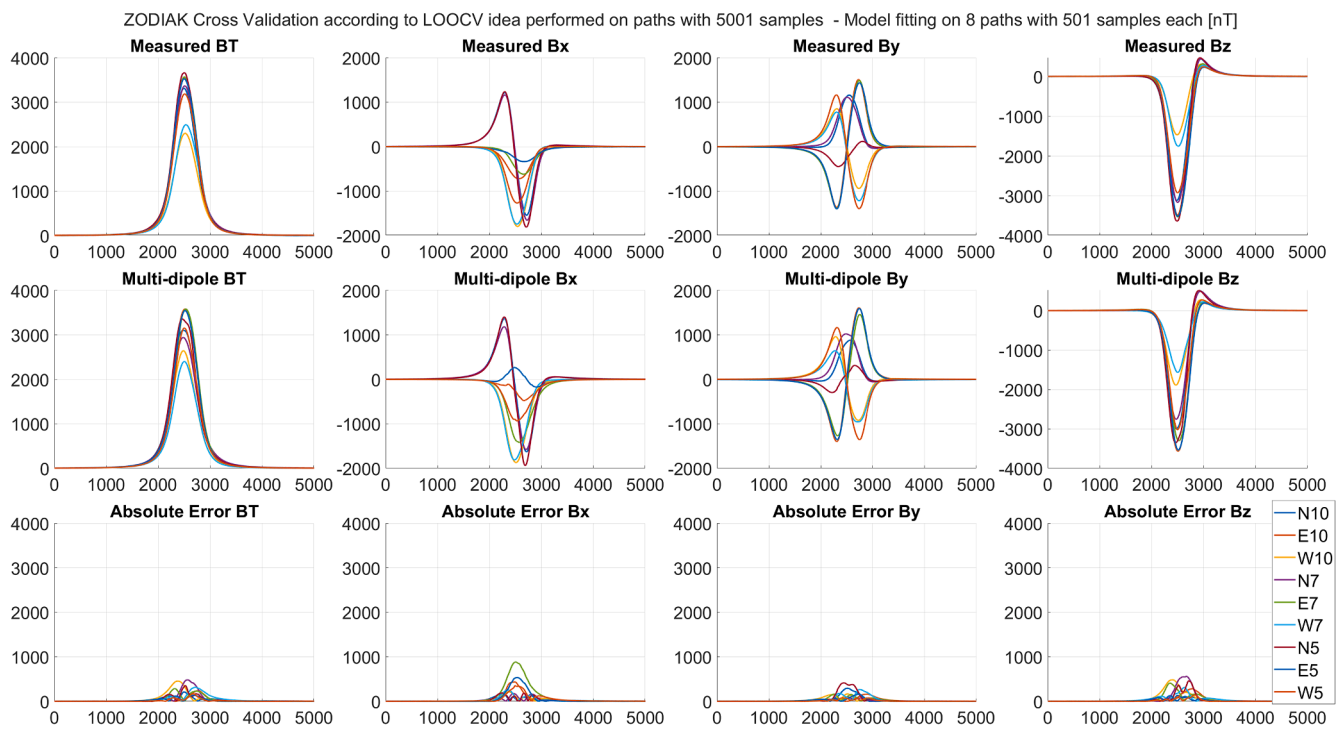 ZODIAK Cross Validation according to LOOCV idea performed on paths with 5001 samples - Model fitting on 8 paths with 501 samples each [nT]
Measured BT
4000
3000
2000
1000
0
0 1000 2000 3000 4000 5000
Measured Bx
2000
1000
0
-1000
-2000
0 1000 2000 3000 4000 5000
Measured By
2000
1000
0
-1000
-2000
0 1000 2000 3000 4000 5000
Measured Bz
0
-1000
-2000
-3000
-4000
0 1000 2000 3000 4000 5000
Multi-dipole BT
4000
3000
2000
1000
0
0 1000 2000 3000 4000 5000
Multi-dipole Bx
2000
1000
0
-1000
-2000
0 1000 2000 3000 4000 5000
Multi-dipole By
2000
1000
0
-1000
-2000
0 1000 2000 3000 4000 5000
Multi-dipole Bz
0
-1000
-2000
-3000
-4000
0 1000 2000 3000 4000 5000
Absolute Error BT
4000
3000
2000
1000
0
0 1000 2000 3000 4000 5000
Absolute Error Bx
4000
3000
2000
1000
0
0 1000 2000 3000 4000 5000
Absolute Error By
4000
3000
2000
1000
0
0 1000 2000 3000 4000 5000
Absolute Error Bz
4000
3000
2000
1000
0
0 1000 2000 3000 4000 5000
N10
E10
W10
N7
E7
W7
N5
E5
W5